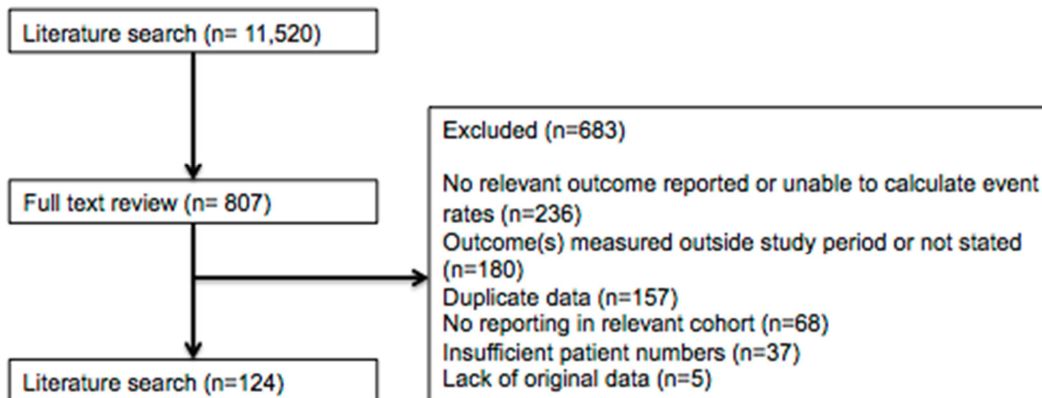 Literature search (n= 11,520)
Full text review (n= 807)
Excluded (n=683)
No relevant outcome reported or unable to calculate event
rates (n=236)
Outcome(s) measured outside study period or not stated
(n=180)
Duplicate data (n=157)
No reporting in relevant cohort (n=68)
Insufficient patient numbers (n=37)
Lack of original data (n=5)
Literature search (n=124)